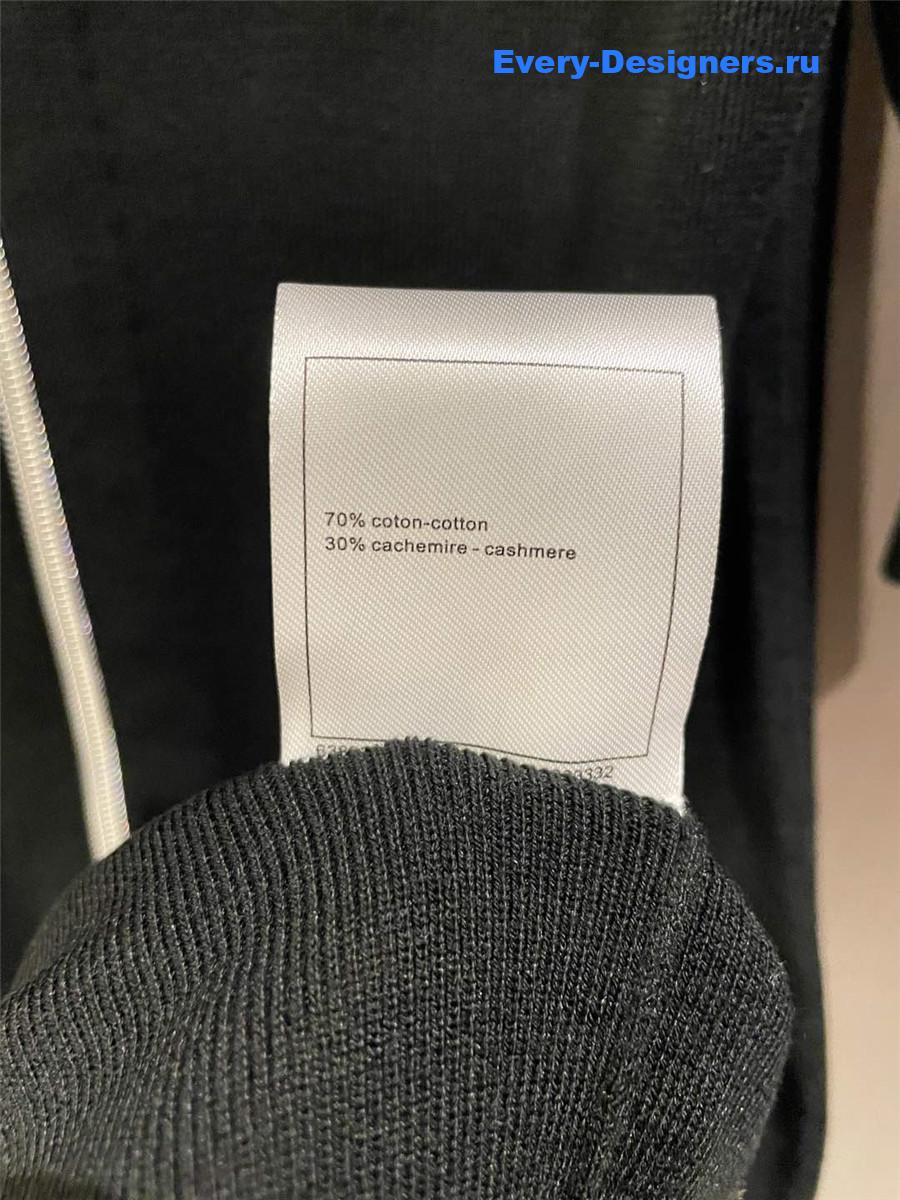 Every-Designers.ru
70% coton-cotton
30% cachemire - cashmere